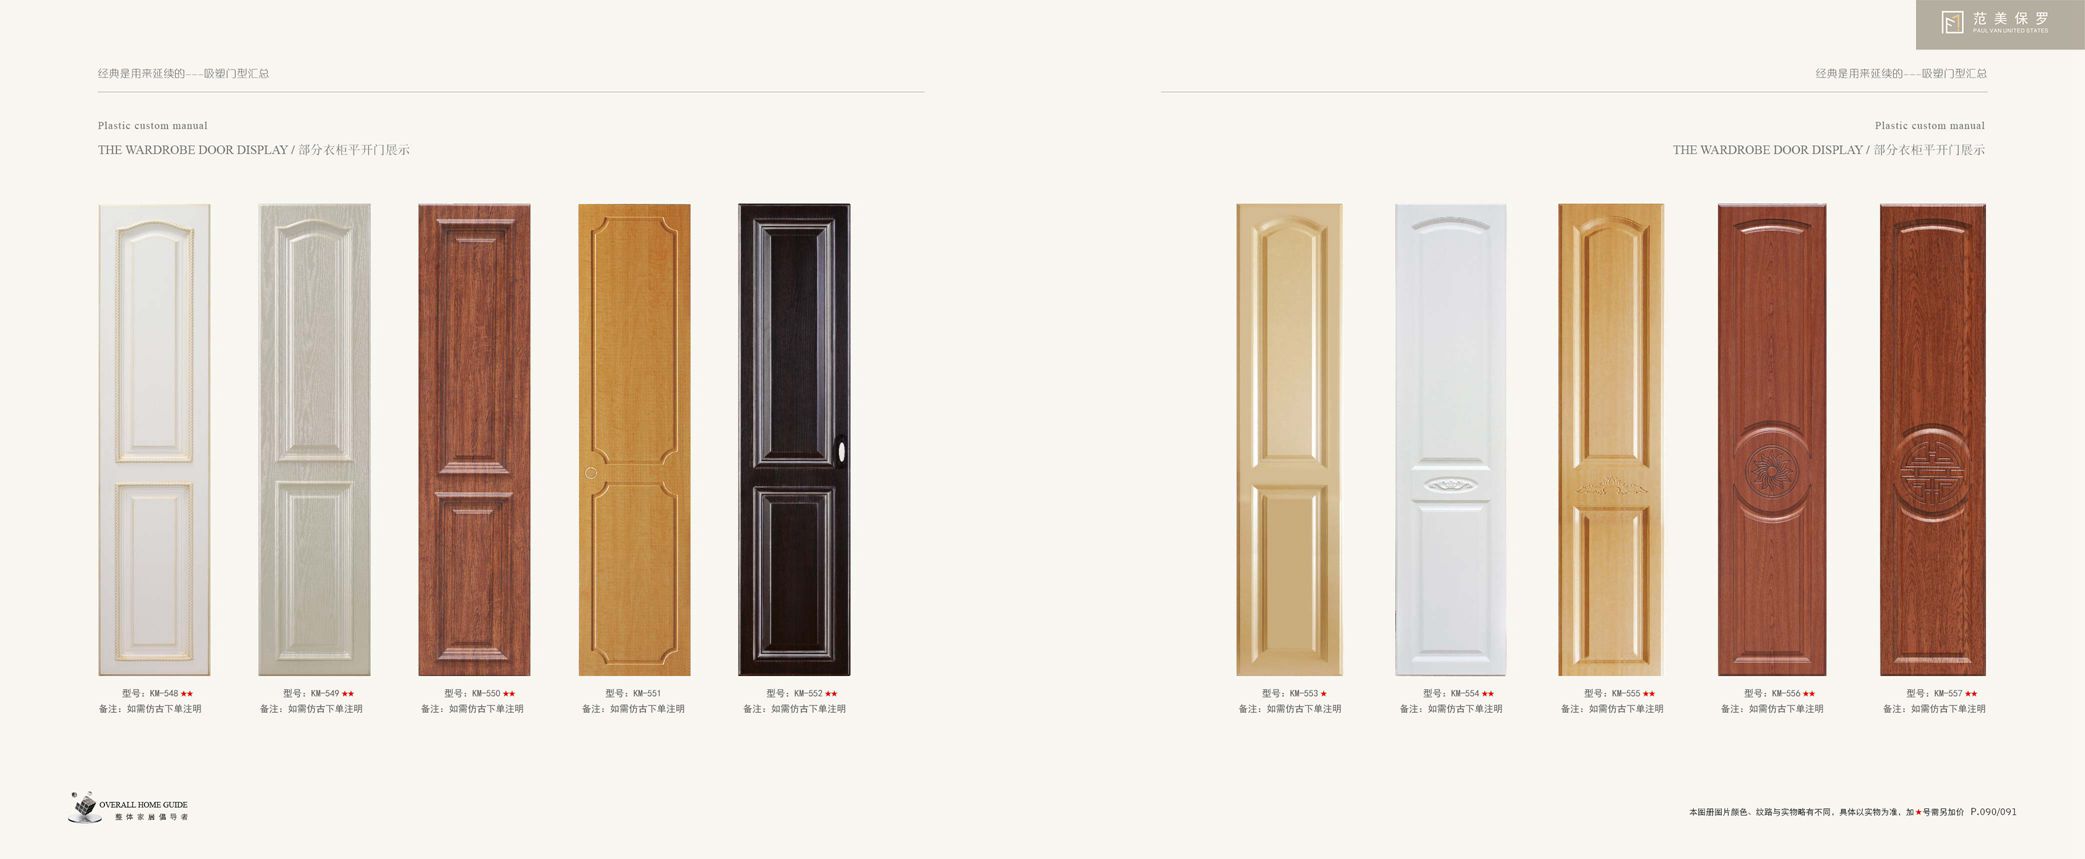 范美保罗
PAUL VAN UNITED STATES
经典是用来延续的---吸塑门型汇总
经典是用来延续的---吸塑门型汇总
Plastic custom manual
THE WARDROBE DOOR DISPLAY / 部分衣柜平开门展示
Plastic custom manual
THE WARDROBE DOOR DISPLAY / 部分衣柜平开门展示
型号：KM-548 ★★
备注：如需仿古下单注明
型号：KM-549 ★★
备注：如需仿古下单注明
型号：KM-550 ★★
备注：如需仿古下单注明
型号：KM-551
备注：如需仿古下单注明
型号：KM-552 ★★
备注：如需仿古下单注明
型号：KM-553 ★
备注：如需仿古下单注明
型号：KM-554 ★★
备注：如需仿古下单注明
型号：KM-555 ★★
备注：如需仿古下单注明
型号：KM-556 ★★
备注：如需仿古下单注明
型号：KM-557 ★★
备注：如需仿古下单注明
OVERALL HOME GUIDE
整体家居倡导者
本图册图片颜色、纹路与实物略有不同，具体以实物为准，加★号需另加价 P.090/091